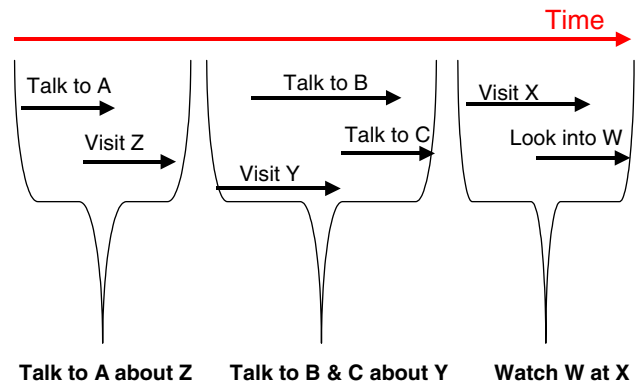 Time
Talk to A
Talk to B
Visit X
Visit Z
Talk to C
Look into W
Visit Y
Talk to A about Z
Talk to B & C about Y
Watch W at X